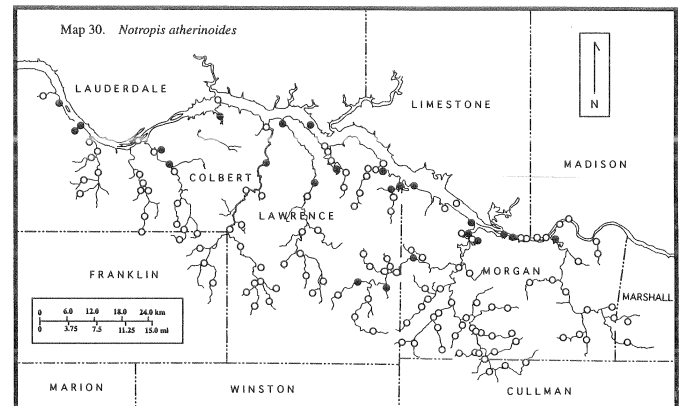 Map 30. Notropis atherinoides
LAUDERDALE
LIMESTONE
N
MADISON
COLBERT
LAWRENCE
FRANKLIN
MORGAN
MARSHALL
0 6.0 12.0 18.0 24.0 km
0 3.75 7.5 11.25 15.0 mi
MARION
WINSTON
CULLMAN